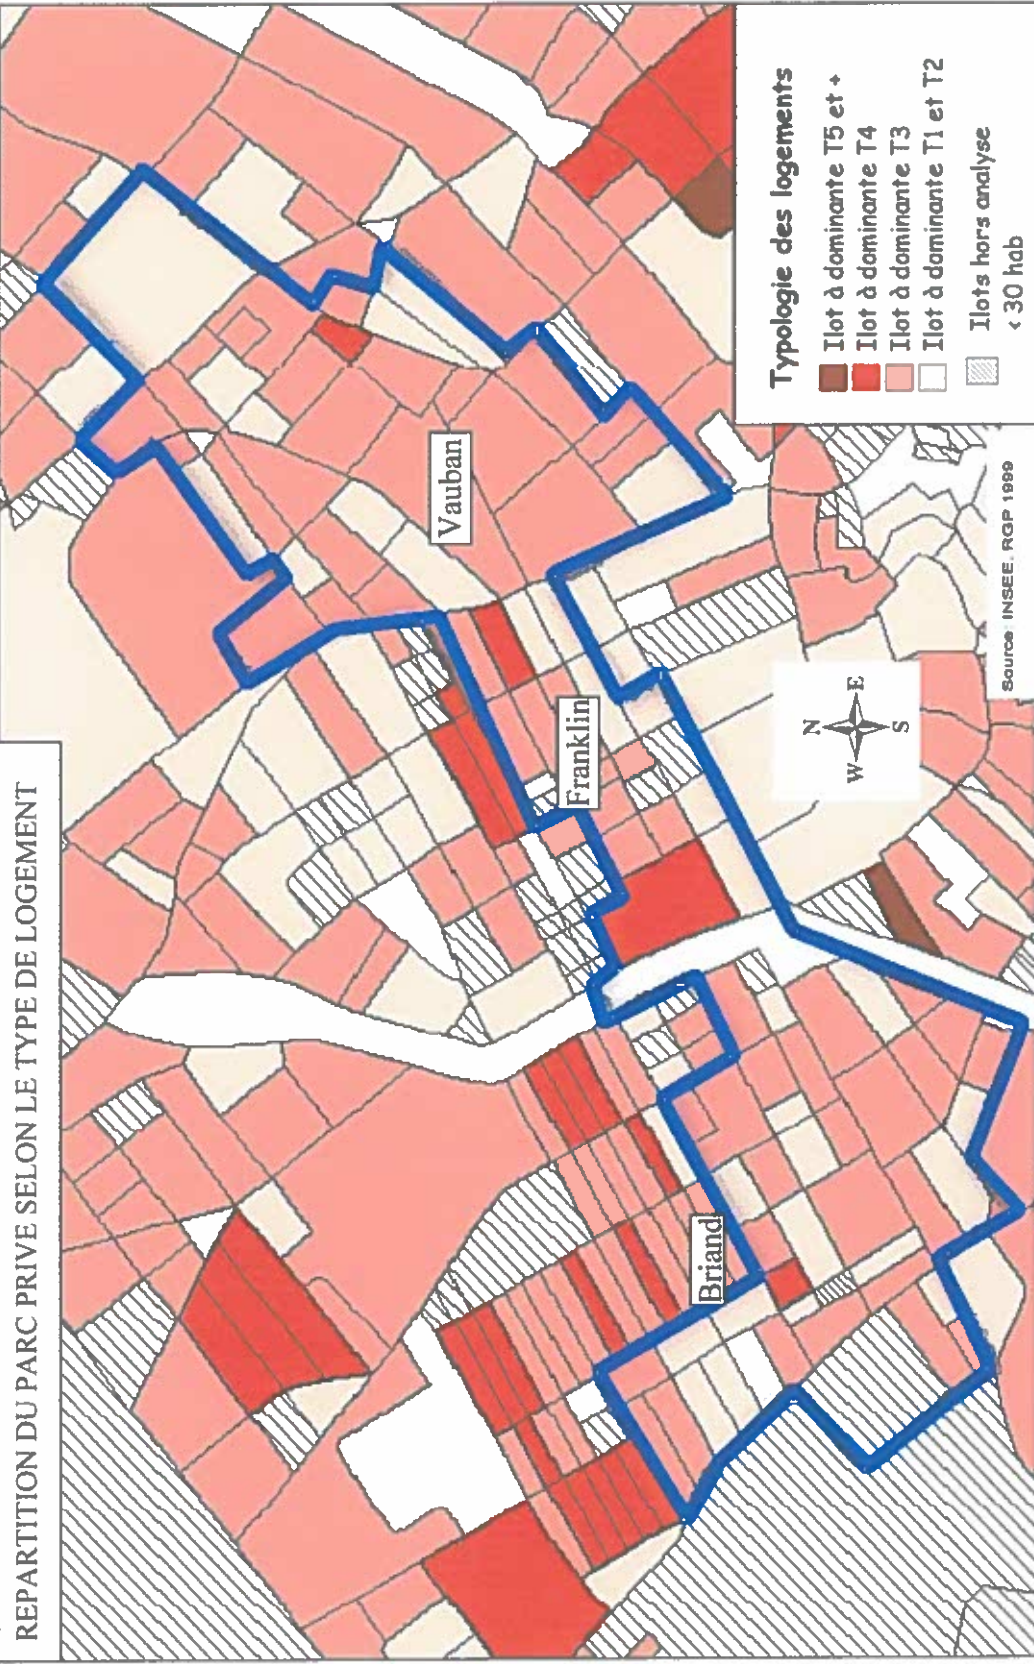 REPARTITION DU PARC PRIVE SELON LE TYPE DE LOGEMENT
Vauban
Franklin
Briand
N
W
E
S
Typologie des logements
Ilot à dominante T5 et +
Ilot à dominante T4
Ilot à dominante T3
Ilot à dominante T1 et T2
Ilots hors analyse
< 30 hab
Source: INSEE. RGP 1999